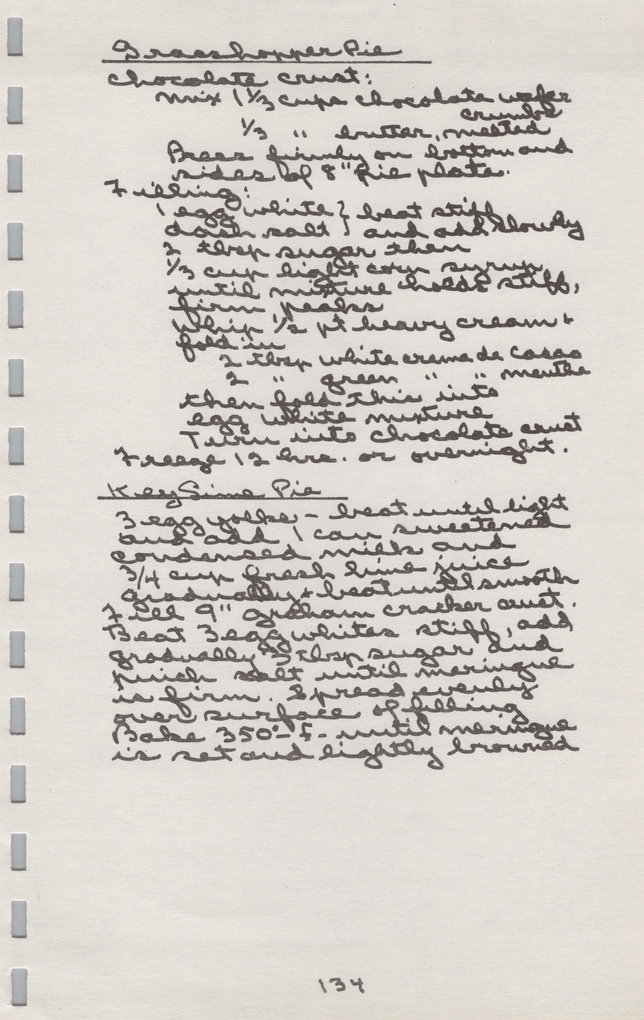 Grasshopper Pie
Chocolate crust:
mix 1 1/3 cups chocolate wafer
crumbs
1/3 " butter, melted
Press firmly on bottom and
sides of 8" pie plate.
Filling:
1 egg white } beat stiff
dash salt } and add slowly
2 tbsp sugar then
1/3 cup light corn syrup
until mixture holds stiff,
firm peaks
Whip 1/2 pt heavy cream +
fold in
2 tbsp white crema de Casao
2 " green " " menthe
then fold this into
egg white mixture
Turn into chocolate crust
Freeze 12 hrs. or overnight.
Key Lime Pie
3 egg yolks - beat until light
and add 1 can sweetened
condensed milk and
3/4 cup fresh lime juice
gradually + beat until smooth
Fill 9" graham cracker crust.
Beat 3 egg whites stiff, add
gradually 3 tbsp sugar and
pinch salt until meringue
is firm. Spread evenly
over surface of filling
Bake 350°-F- until meringue
is set and lightly browned
134